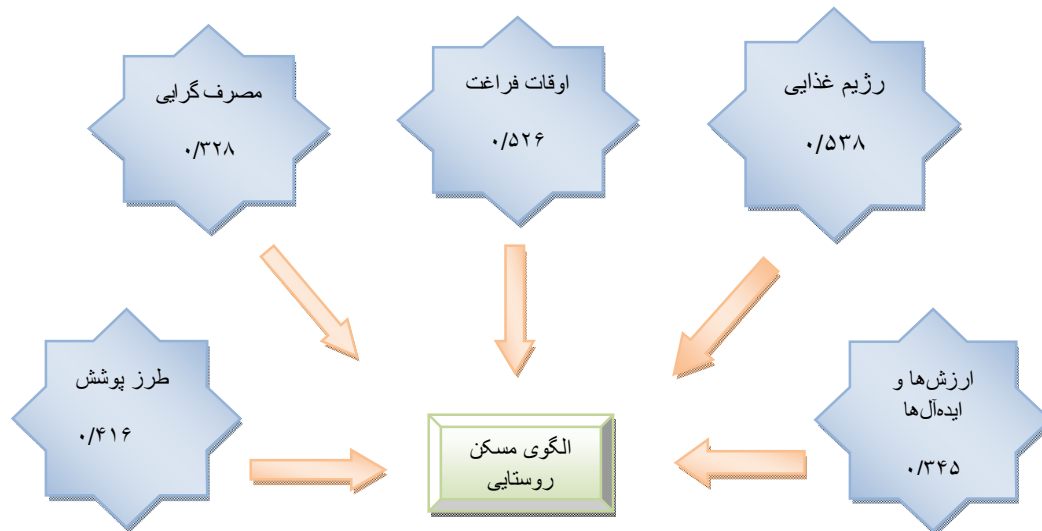 رژیم غذایی
۰/۵۳۸
اوقات فراغت
۰/۵۲۶
مصرف گرایی
۰/۳۲۸
ارزش‌ها و
ایده‌آل‌ها
۰/۳۴۵
الگوی مسکن
روستایی
طرز پوشش
۰/۴۱۶